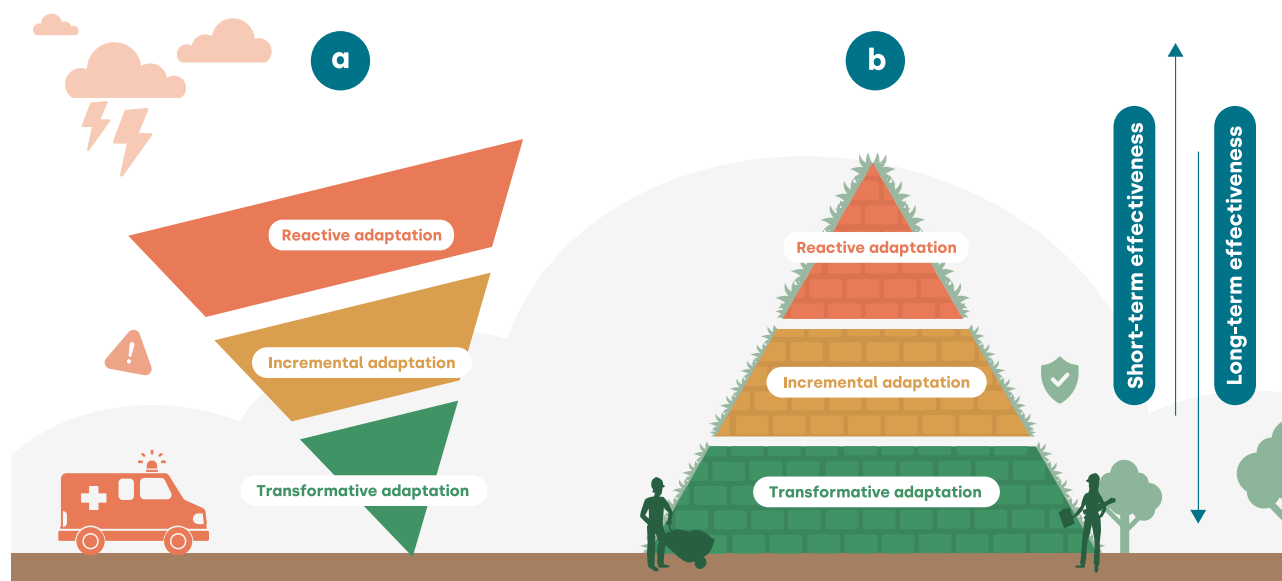 a
b
Reactive adaptation
Incremental adaptation
Transformative adaptation
Reactive adaptation
Incremental adaptation
Transformative adaptation
Short-term effectiveness
Long-term effectiveness
!